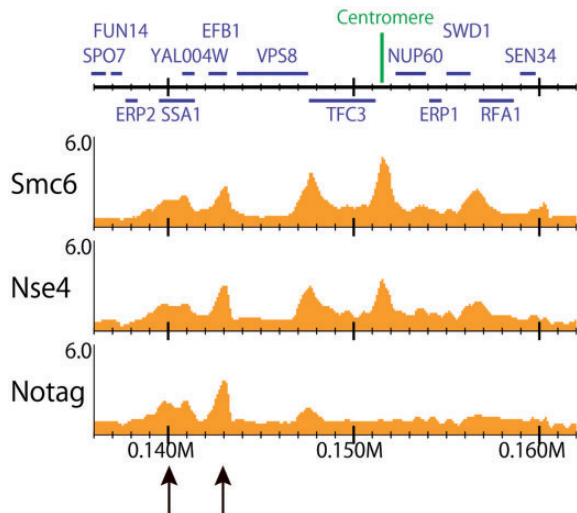 Centromere
FUN14 EFB1 SWD1
SPO7 YAL004W VPS8 NUP60 SEN34
ERP2 SSA1 TFC3 ERP1 RFA1
6.0
Smc6
6.0
Nse4
6.0
Notag
0.140M 0.150M 0.160M